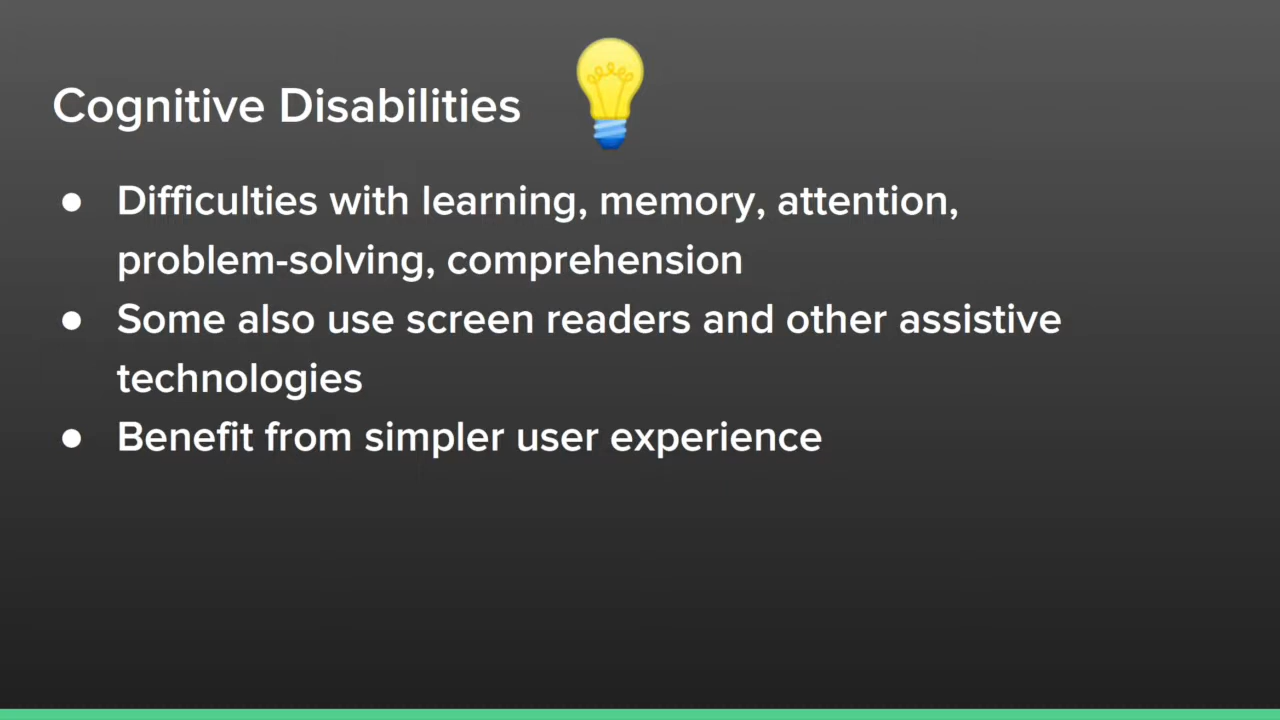 Cognitive Disabilities
● Difficulties with learning, memory, attention,
problem-solving, comprehension
● Some also use screen readers and other assistive
technologies
● Benefit from simpler user experience